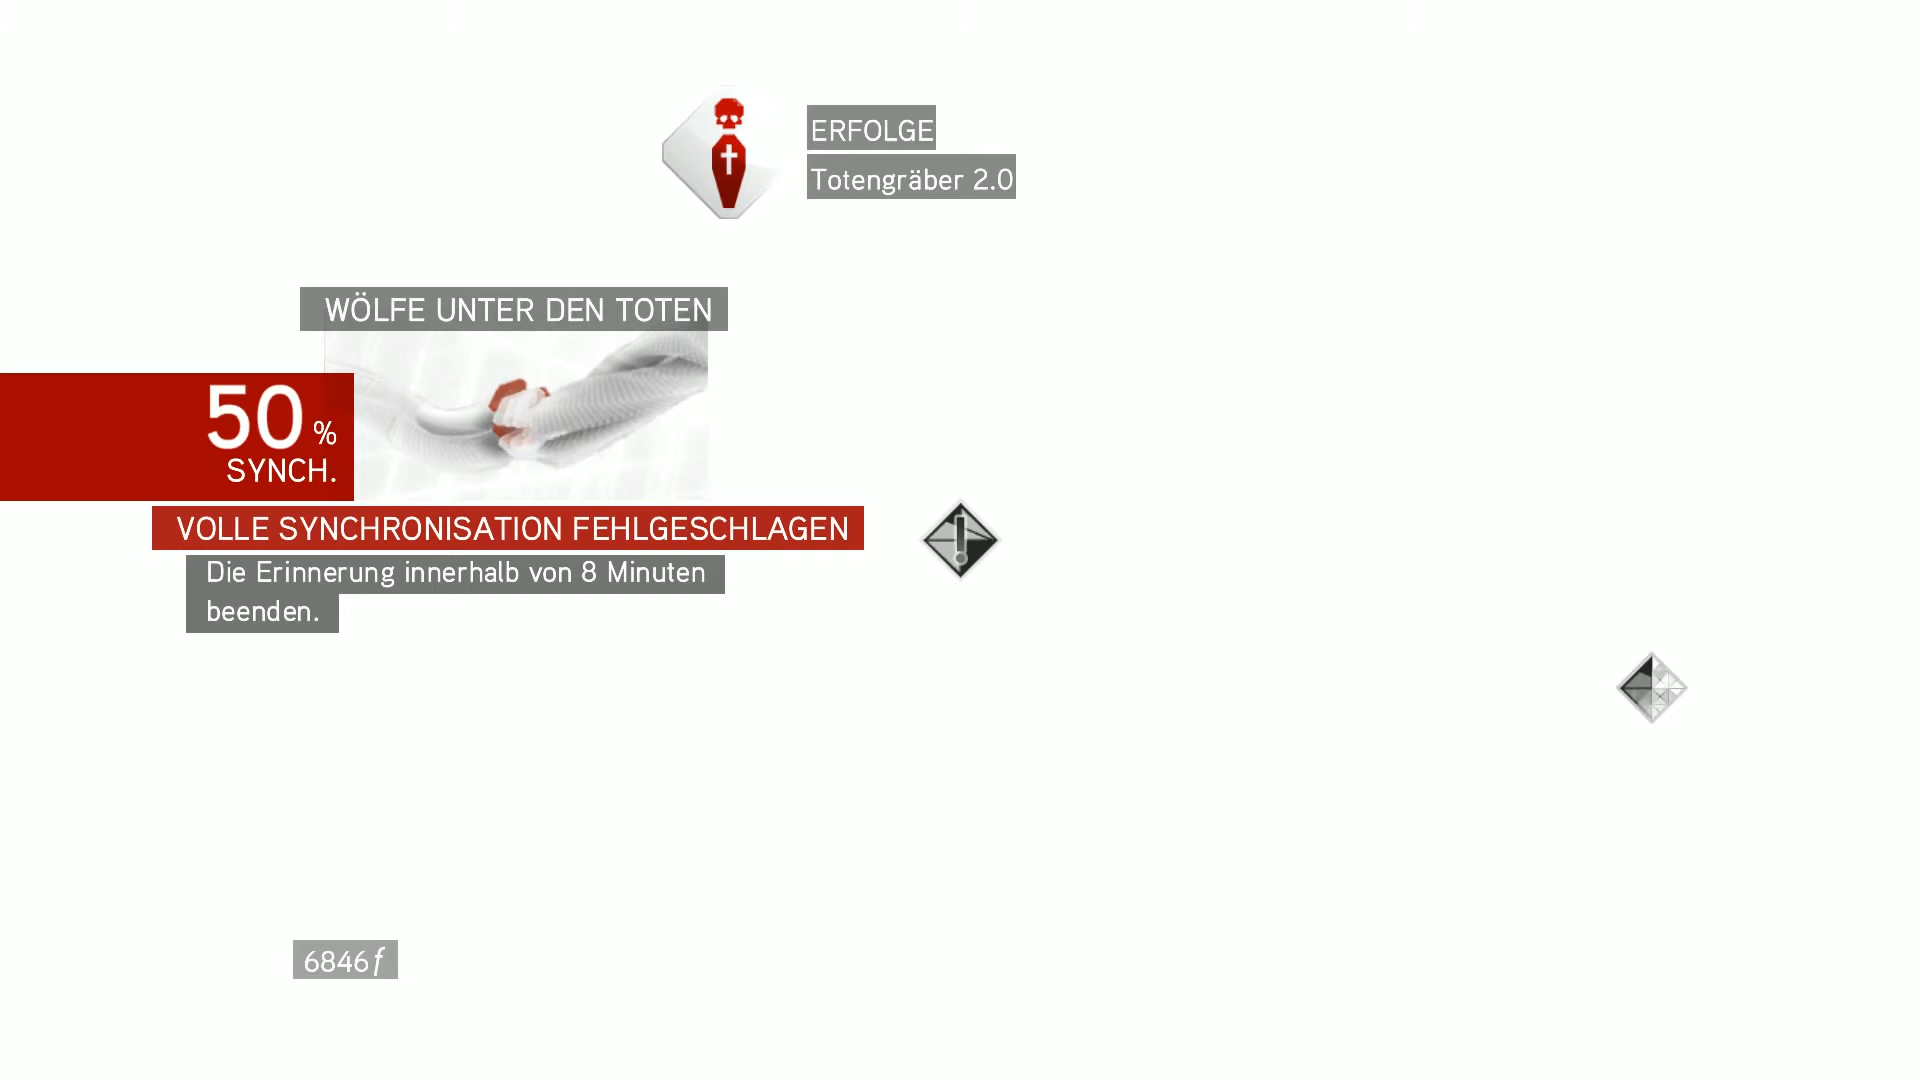 ERFOLGE
Totengräber 2.0
WÖLFE UNTER DEN TOTEN
50 %
SYNCH.
VOLLE SYNCHRONISATION FEHLGESCHLAGEN
Die Erinnerung innerhalb von 8 Minuten
beenden.
6846ƒ